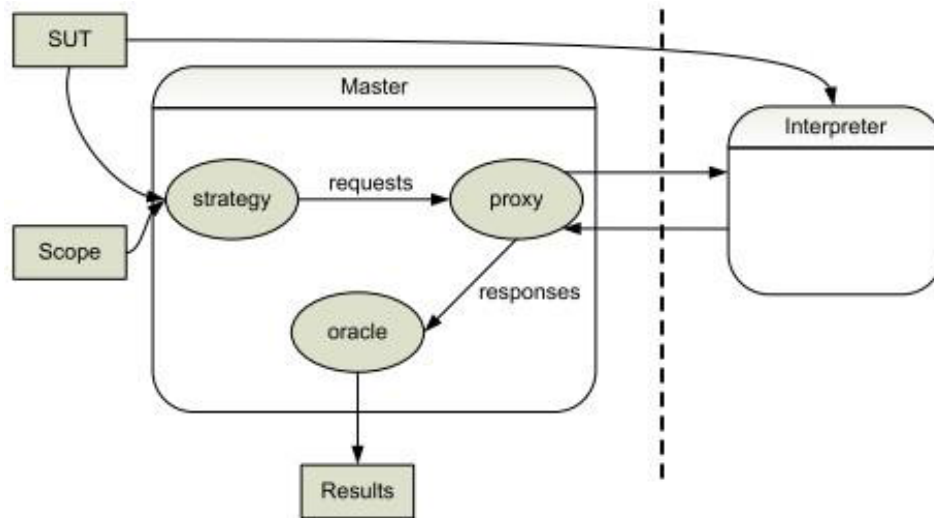 SUT
Master
Interpreter
strategy
requests
proxy
Scope
responses
oracle
Results